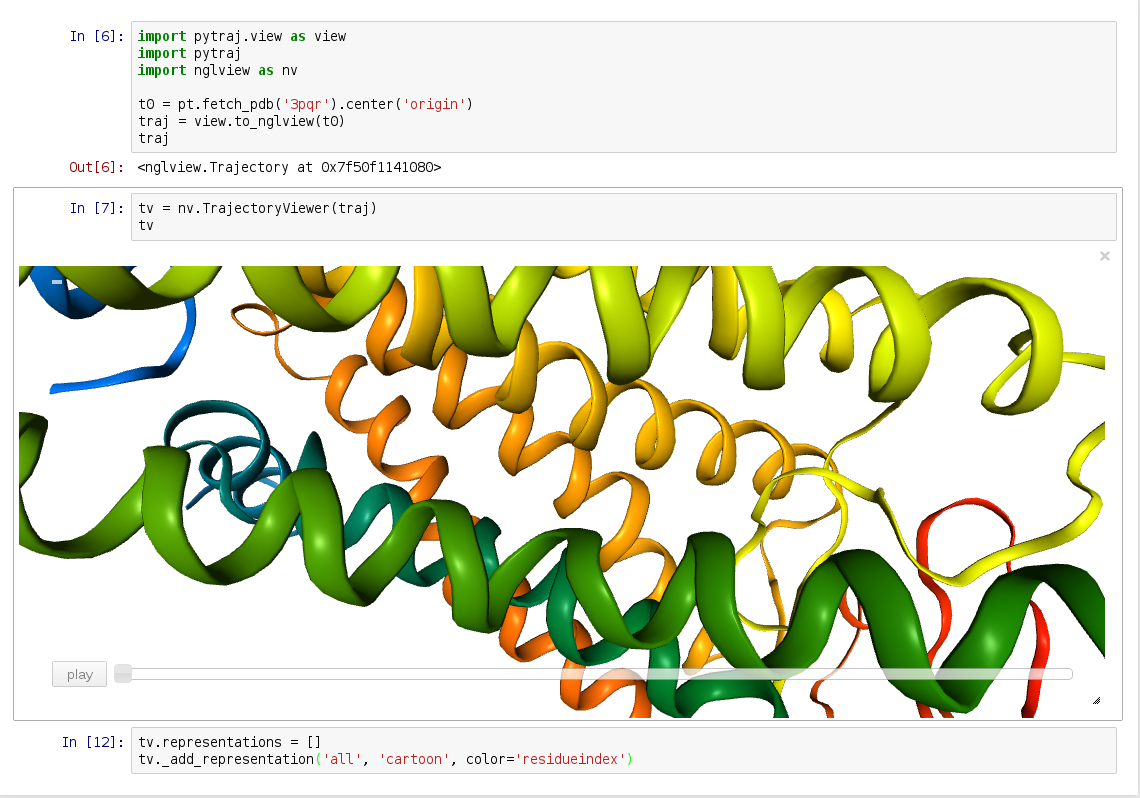 In [6]: import pytraj.view as view
import pytraj
import nglview as nv
t0 = pt.fetch_pdb('3pqr').center('origin')
traj = view.to_nglview(t0)
traj
Out[6]: <nglview.Trajectory at 0x7f50f1141080>
In [7]: tv = nv.TrajectoryViewer(traj)
tv
play
In [12]: tv.representations = []
tv._add_representation('all', 'cartoon', color='residueindex')